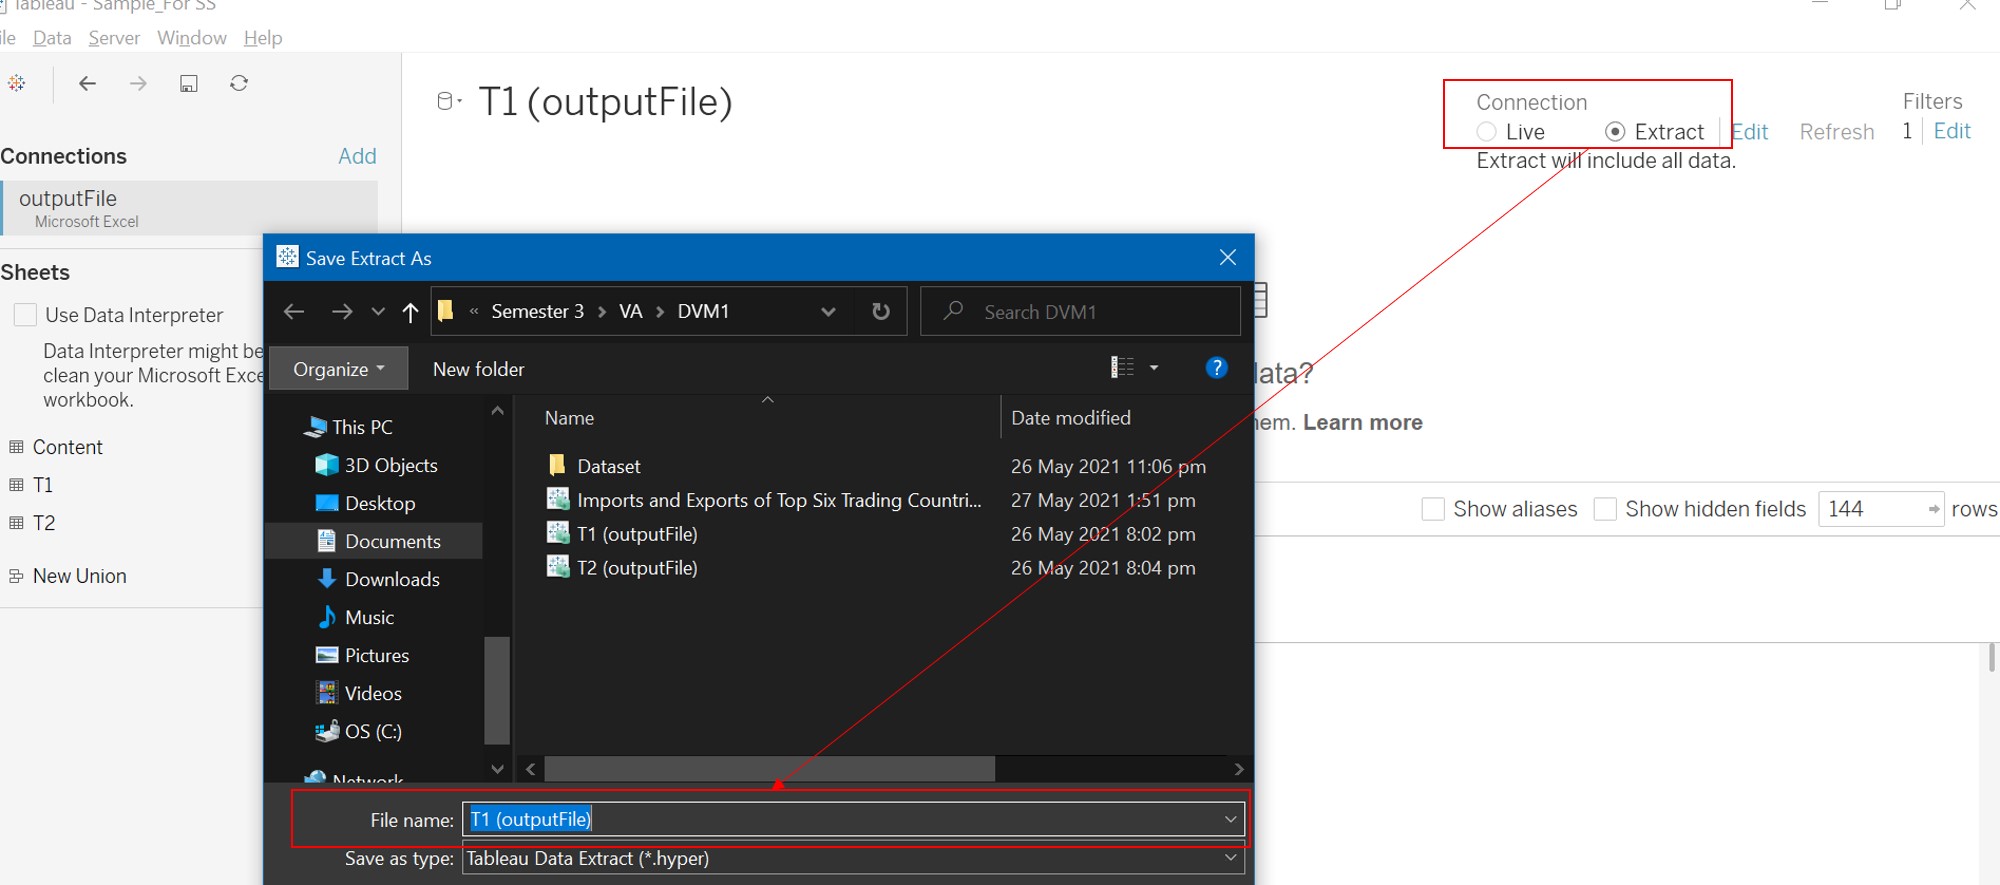 Tableau - Sample_For SS
ile Data Server Window Help
T1 (outputFile)
Connection
Live Extract Edit Refresh
Extract will include all data.
Filters
1 Edit
Connections Add
outputFile
Microsoft Excel
Sheets
Use Data Interpreter
Data Interpreter might be
clean your Microsoft Exce
workbook.
Content
T1
T2
New Union
Save Extract As
« Semester 3 > VA > DVM1
Search DVM1
Organize New folder
?
This PC
3D Objects
Desktop
Documents
Downloads
Music
Pictures
Videos
OS (C:)
Network
Name Date modified
Dataset 26 May 2021 11:06 pm
Imports and Exports of Top Six Trading Countri... 27 May 2021 1:51 pm
T1 (outputFile) 26 May 2021 8:02 pm
T2 (outputFile) 26 May 2021 8:04 pm
File name: T1 (outputFile)
Save as type: Tableau Data Extract (*.hyper)
data?
em. Learn more
Show aliases Show hidden fields 144 rows